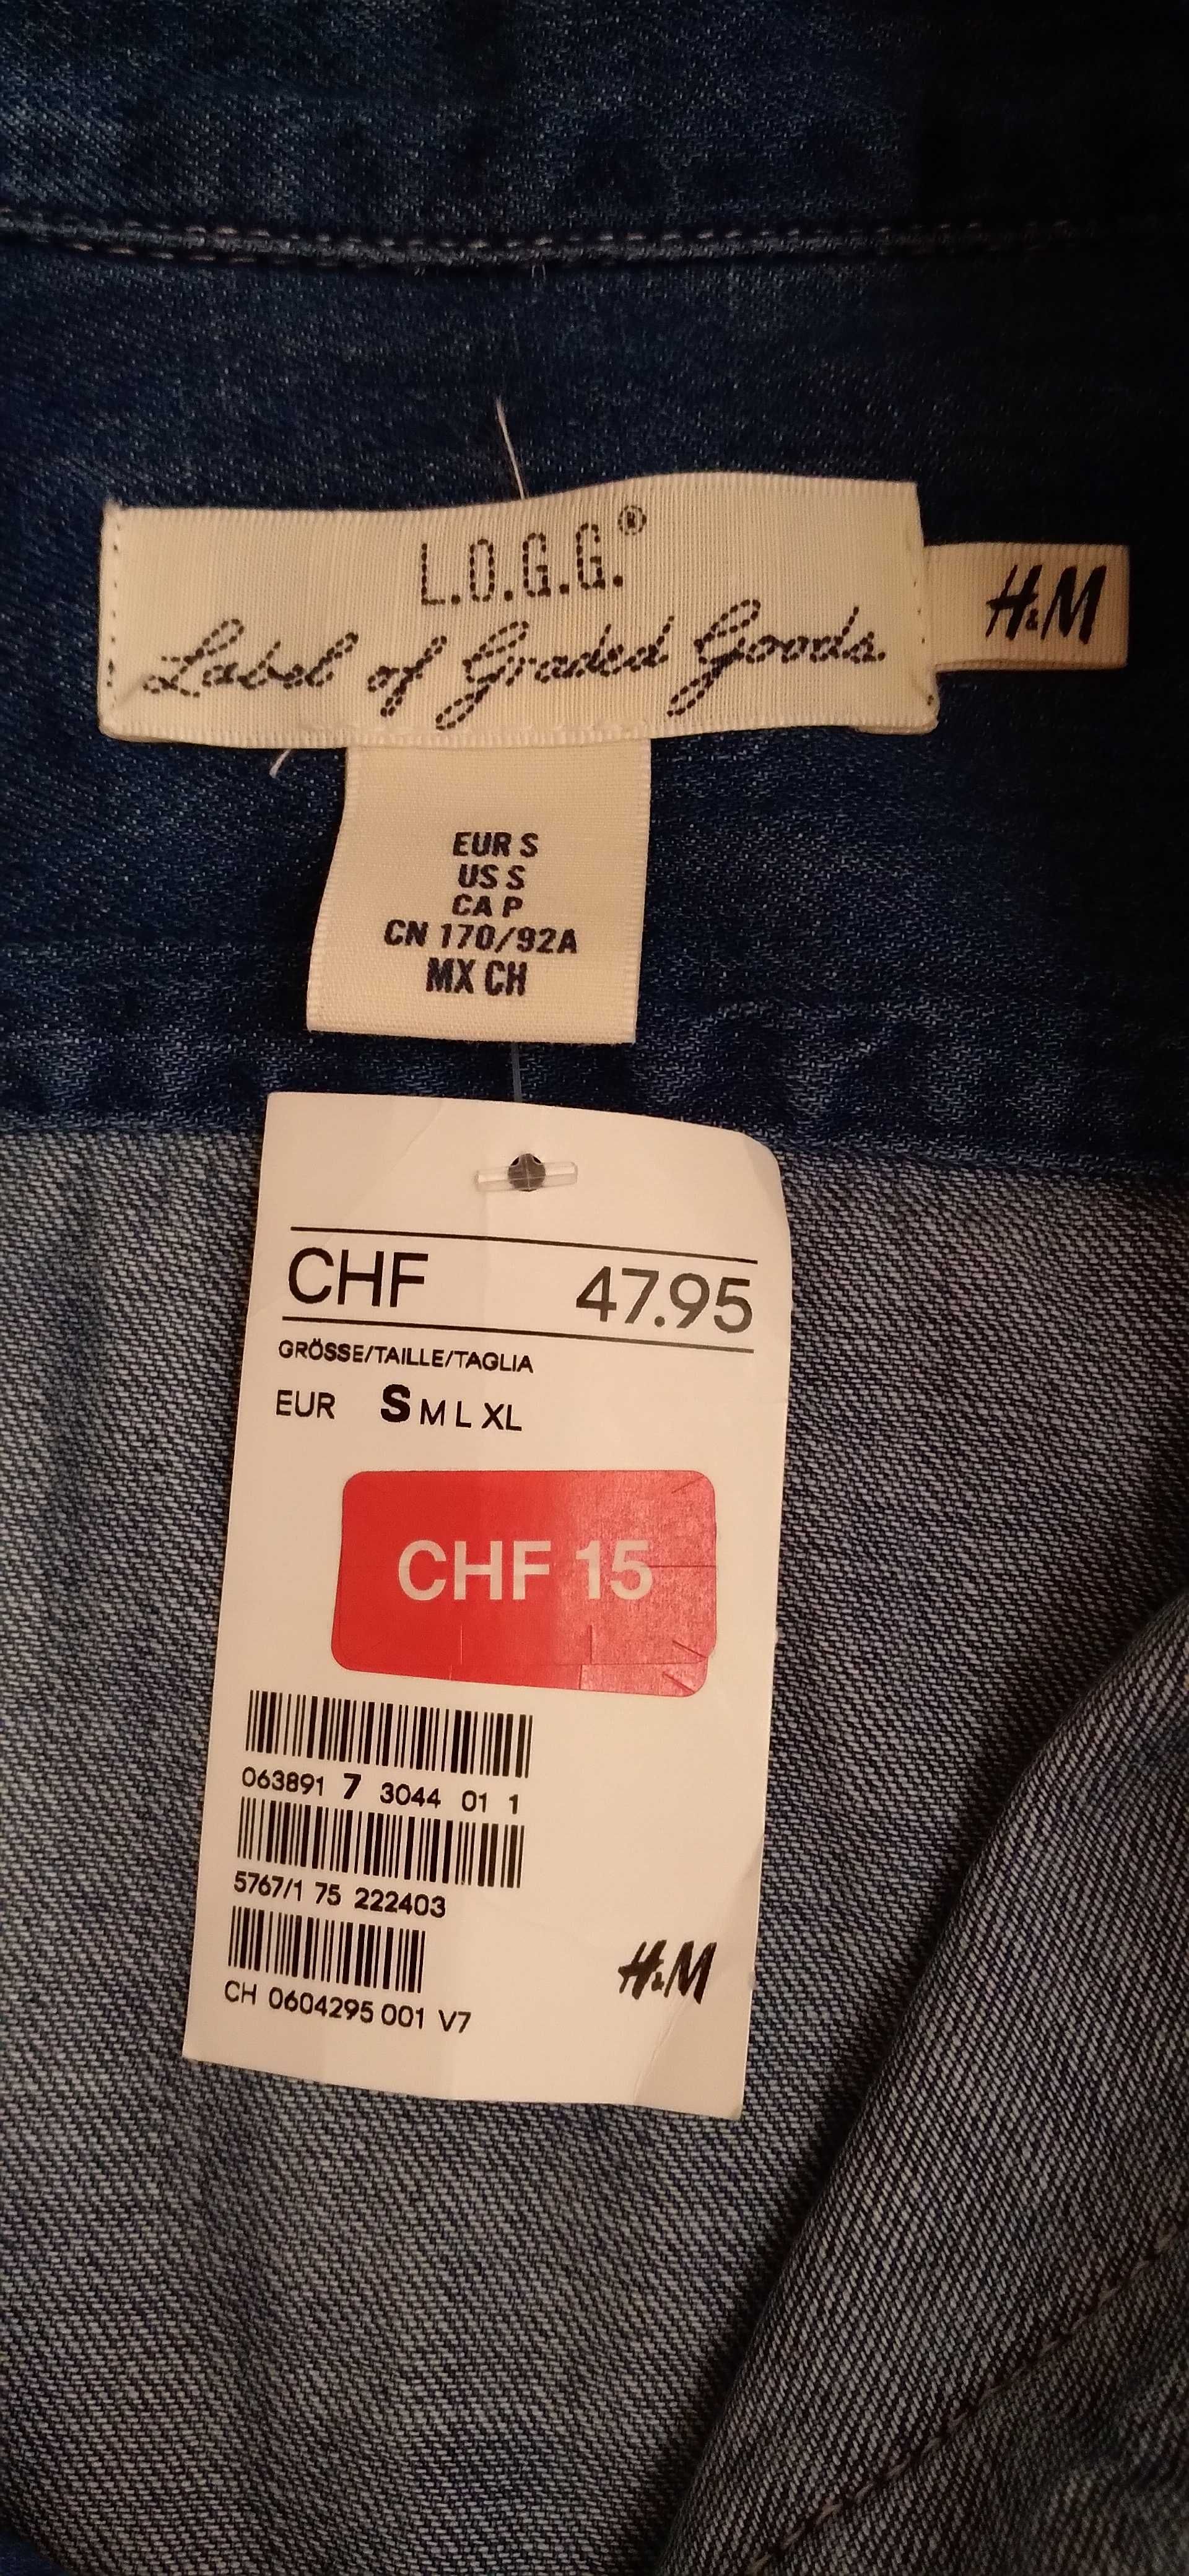 L.O.G.G.®
Label of Graded Goods.
H&M
EUR S
US S
CA P
CN 170/92A
MX CH
CHF 47.95
GRÖSSE/TAILLE/TAGLIA
EUR S M L XL
CHF 15
063891 7 3044 01 1
5767/1 75 222403
CH 0604295 001 V7
H&M